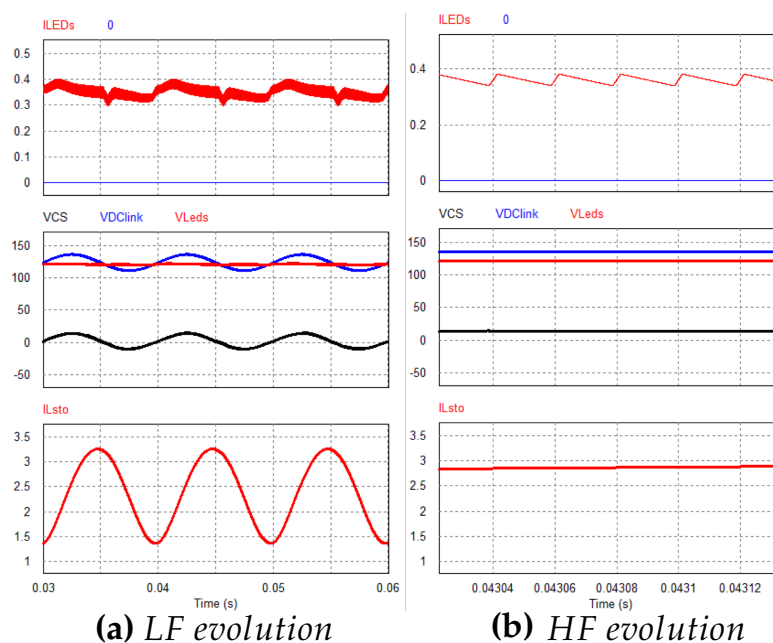 ILEDs 0
0.5
0.4
0.3
0.2
0.1
0
VCS VDClink VLeds
150
100
50
0
-50
ILsto
3.5
3
2.5
2
1.5
1
0.03 0.04 0.05 0.06
Time (s)
(a) LF evolution
ILEDs 0
0.4
0.2
0
VCS VDClink VLeds
150
100
50
0
-50
ILsto
3.5
3
2.5
2
1.5
1
0.04304 0.04306 0.04308 0.0431 0.04312
Time (s)
(b) HF evolution